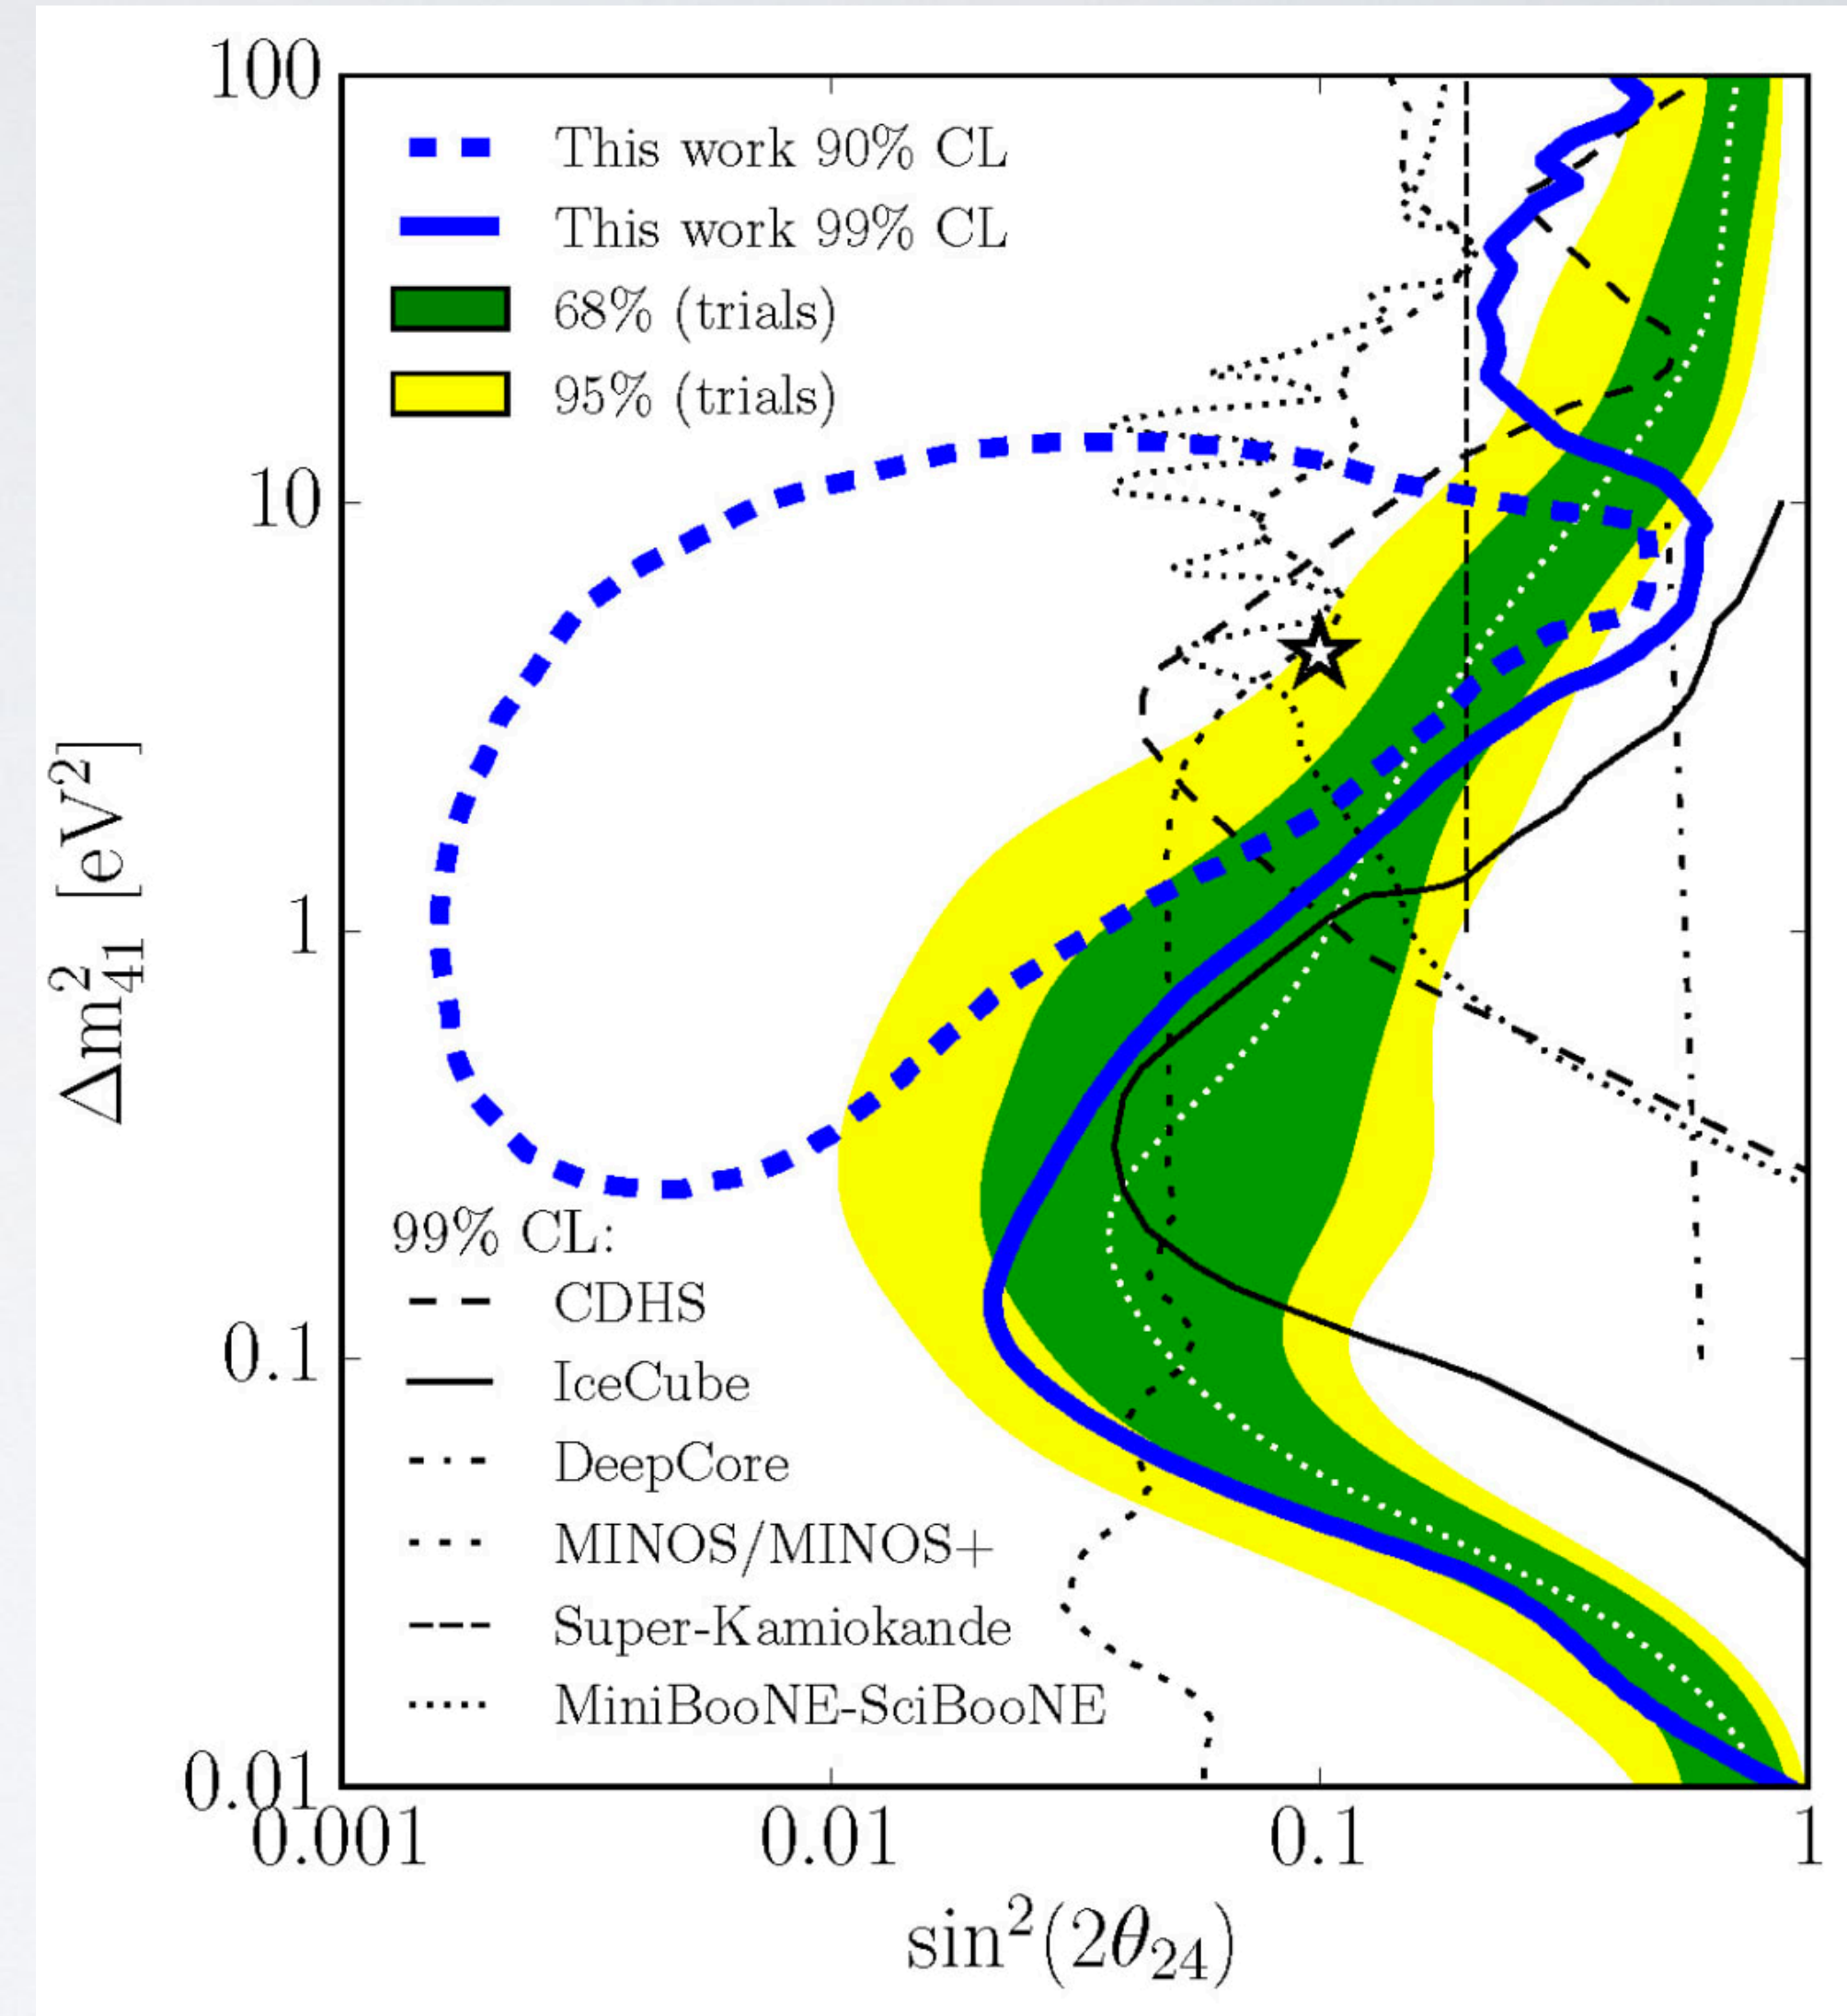 100
10
1
0.1
0.01
Δm²₄₁ [eV²]
This work 90% CL
This work 99% CL
68% (trials)
95% (trials)
99% CL:
CDHS
IceCube
DeepCore
MINOS/MINOS+
Super-Kamiokande
MiniBooNE-SciBooNE
0.001 0.01 0.1 1
sin²(2θ₂₄)